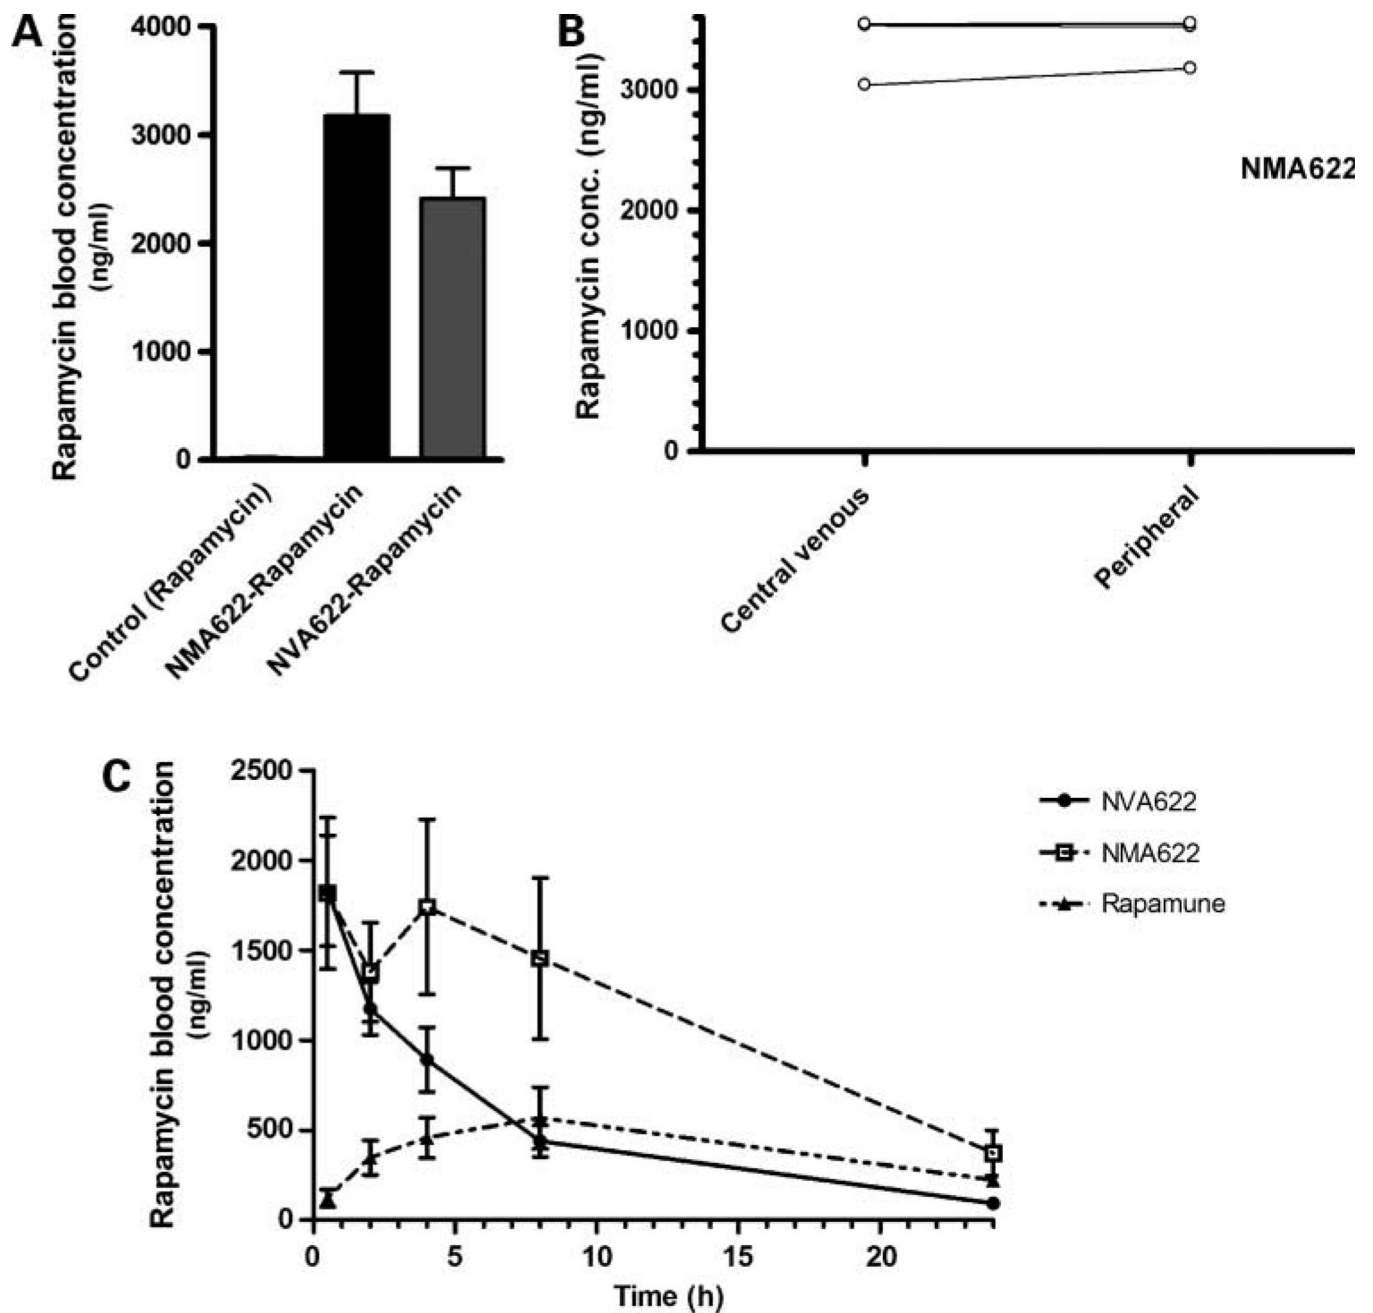 A
Rapamycin blood concentration
(ng/ml)
4000
3000
2000
1000
0
Control (Rapamycin)
NMA622-Rapamycin
NVA622-Rapamycin
B
Rapamycin conc. (ng/ml)
3000
2000
1000
0
NMA622
Central venous
Peripheral
C
Rapamycin blood concentration
(ng/ml)
2500
2000
1500
1000
500
0
0 5 10 15 20
Time (h)
NVA622
NMA622
Rapamune